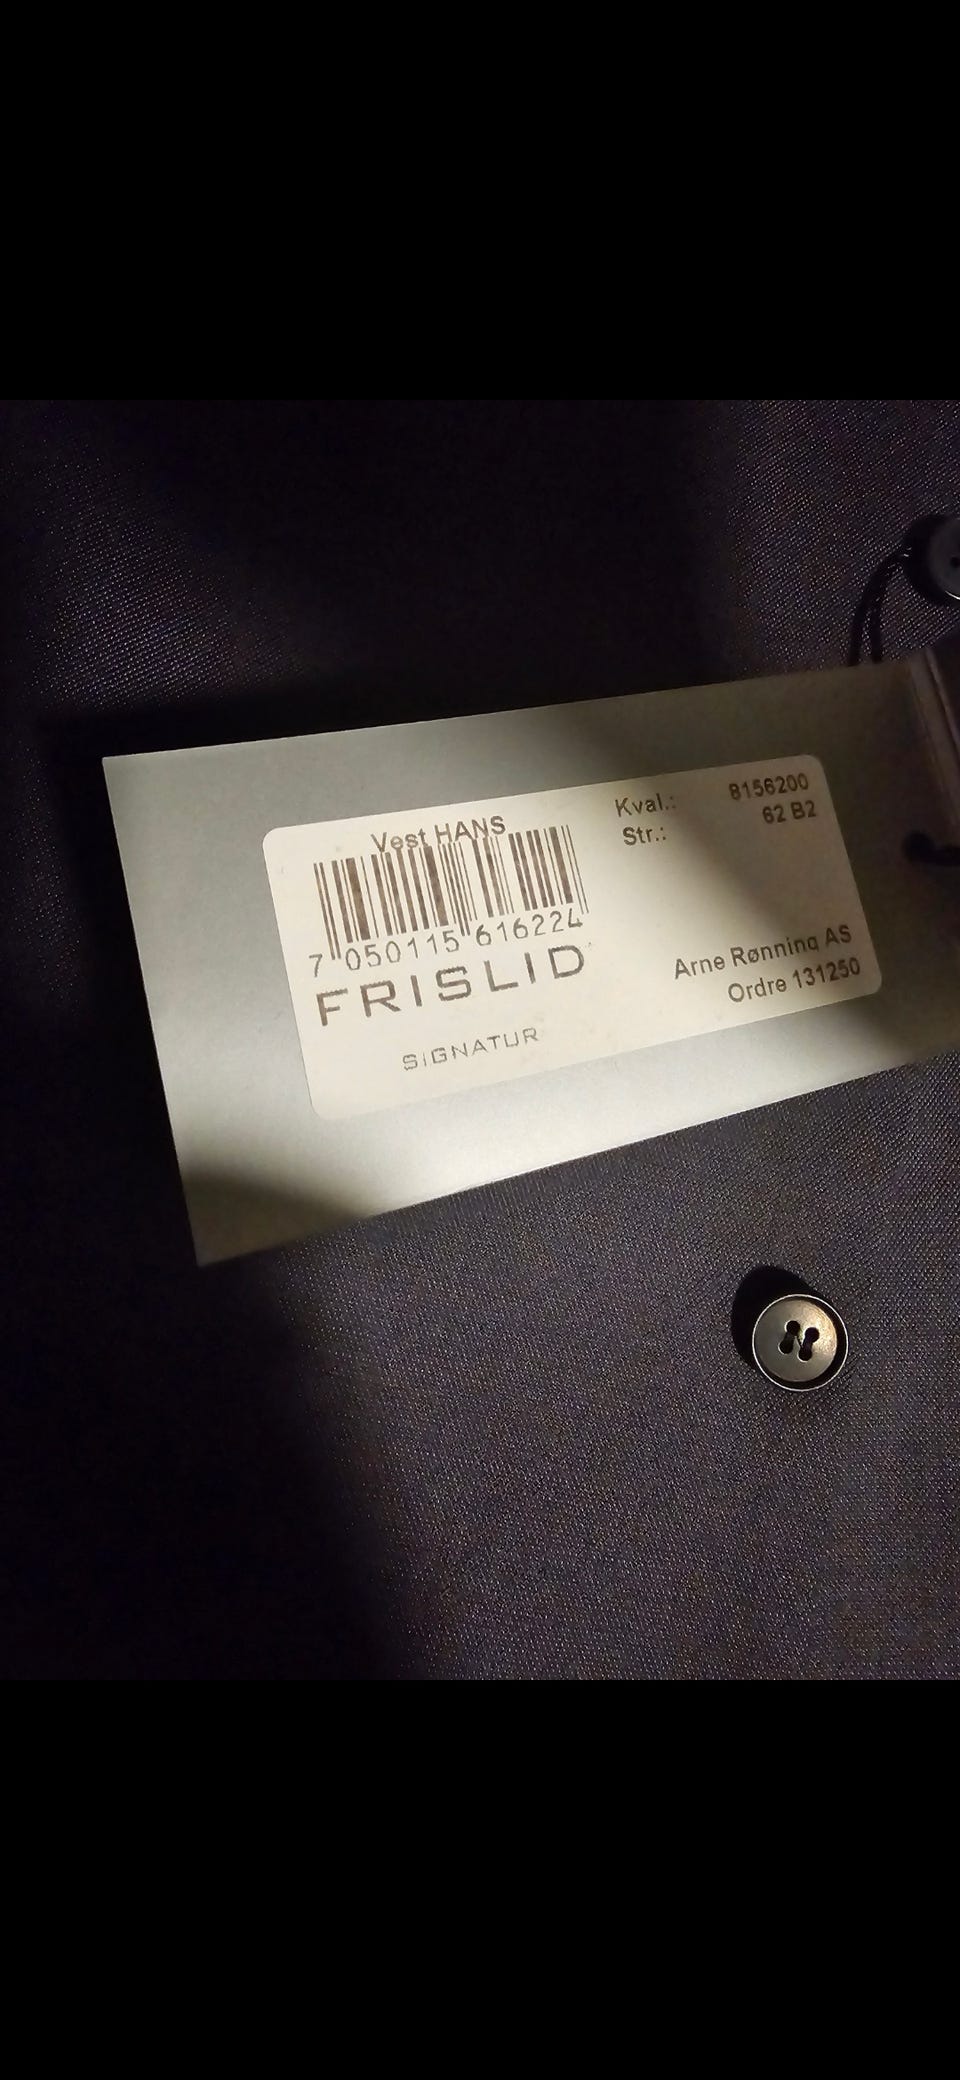 Vest HANS
7 050115 616224
FRISLID
SIGNATUR
Kval.: 8156200
Str.: 62 B2
Arne Rønning AS
Ordre 131250